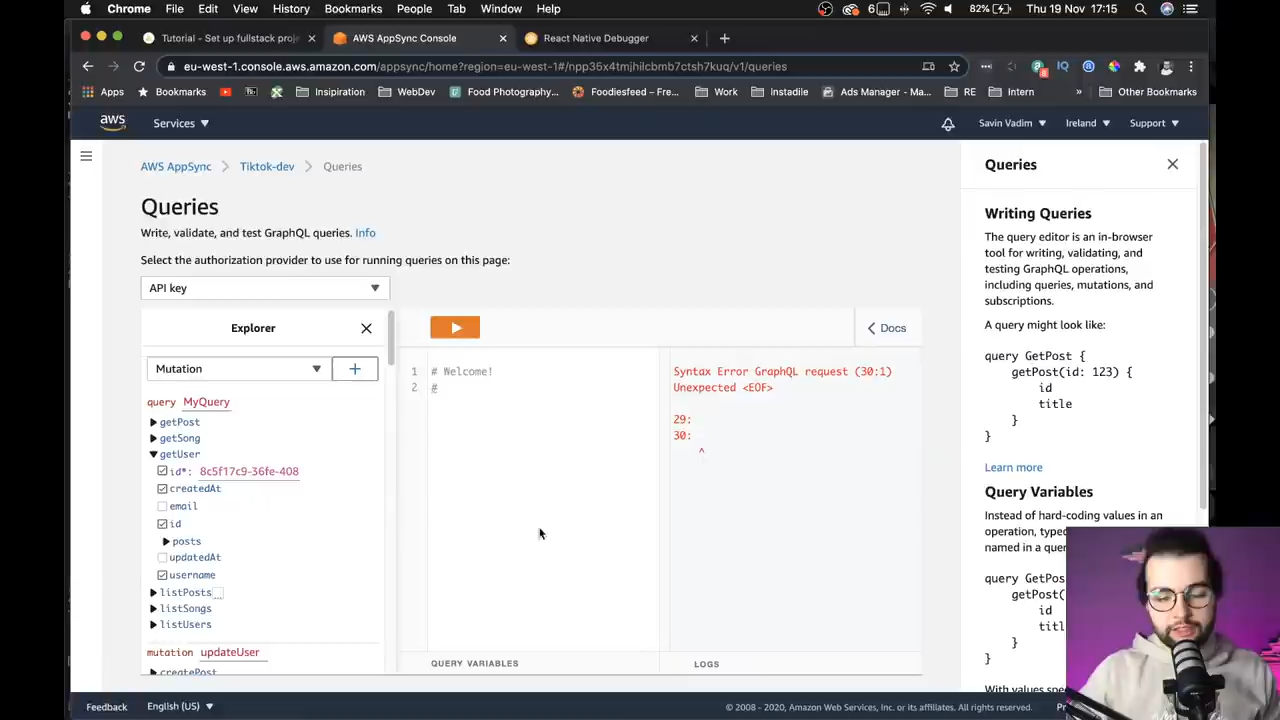 Chrome File Edit View History Bookmarks People Tab Window Help 6 82% Thu 19 Nov 17:15
Tutorial - Set up fullstack proje
AWS AppSync Console
React Native Debugger
eu-west-1.console.aws.amazon.com/appsync/home?region=eu-west-1#/npp35x4tmjhilcbmb7ctsh7kuq/v1/queries
Apps Bookmarks Insipiration WebDev Food Photography... Foodiesfeed – Fre... Work Instadile Ads Manager - Ma... RE Intern » Other Bookmarks
aws Services Savin Vadim Ireland Support
AWS AppSync Tiktok-dev Queries
Queries
Write, validate, and test GraphQL queries. Info
Select the authorization provider to use for running queries on this page:
API key
Explorer
Mutation
query MyQuery
getPost
getSong
getUser
id*: 8c5f17c9-36fe-408
createdAt
email
id
posts
updatedAt
username
listPosts
listSongs
listUsers
mutation updateUser
createPost
Docs
1 # Welcome!
2 #
QUERY VARIABLES
Syntax Error GraphQL request (30:1)
Unexpected <EOF>
29:
30:
^
LOGS
Queries
Writing Queries
The query editor is an in-browser
tool for writing, validating, and
testing GraphQL operations,
including queries, mutations, and
subscriptions.
A query might look like:
query GetPost {
getPost(id: 123) {
id
title
}
}
Learn more
Query Variables
Instead of hard-coding values in an
operation, type
named in a que
query GetPos
getPost(
id
titl
}
}
With values spe
Feedback English (US) © 2008 - 2020, Amazon Web Services, Inc. or its affiliates. All rights reserved.